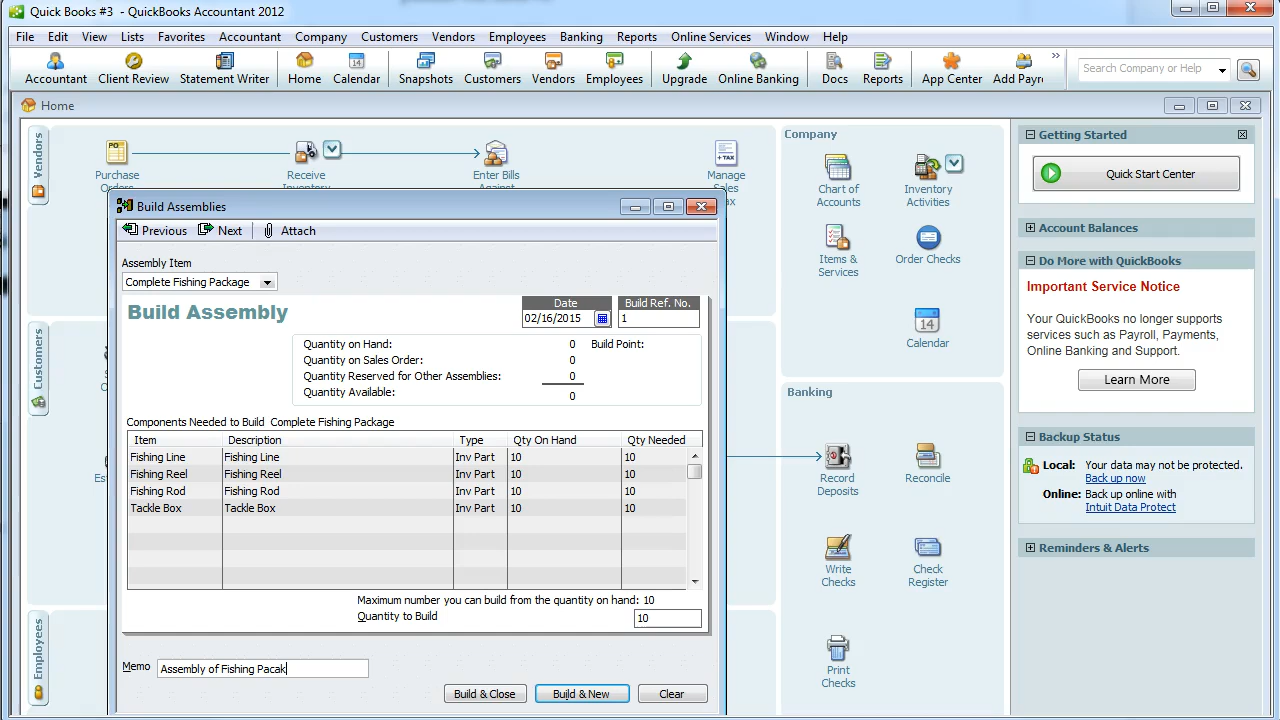 Quick Books #3 - QuickBooks Accountant 2012
File Edit View Lists Favorites Accountant Company Customers Vendors Employees Banking Reports Online Services Window Help
Accountant Client Review Statement Writer Home Calendar Snapshots Customers Vendors Employees Upgrade Online Banking Docs Reports App Center Add Payr
Search Company or Help
Home
Vendors
Purchase
Receive
Inventory
Enter Bills
Against
Manage
Sales
Customers
Employees
Build Assemblies
Previous Next Attach
Assembly Item
Complete Fishing Package
Build Assembly
Date
02/16/2015
Build Ref. No.
1
Quantity on Hand: 0 Build Point:
Quantity on Sales Order: 0
Quantity Reserved for Other Assemblies: 0
Quantity Available: 0
Components Needed to Build Complete Fishing Package
Item Description Type Qty On Hand Qty Needed
Fishing Line Fishing Line Inv Part 10 10
Fishing Reel Fishing Reel Inv Part 10 10
Fishing Rod Fishing Rod Inv Part 10 10
Tackle Box Tackle Box Inv Part 10 10
Maximum number you can build from the quantity on hand: 10
Quantity to Build 10
Memo Assembly of Fishing Pacak
Build & Close Build & New Clear
Company
Chart of
Accounts
Inventory
Activities
Items &
Services
Order Checks
14
Calendar
Banking
Record
Deposits
Reconcile
Write
Checks
Check
Register
Print
Checks
Getting Started
Quick Start Center
Account Balances
Do More with QuickBooks
Important Service Notice
Your QuickBooks no longer supports
services such as Payroll, Payments,
Online Banking and Support.
Learn More
Backup Status
Local: Your data may not be protected.
Back up now
Online: Back up online with
Intuit Data Protect
Reminders & Alerts